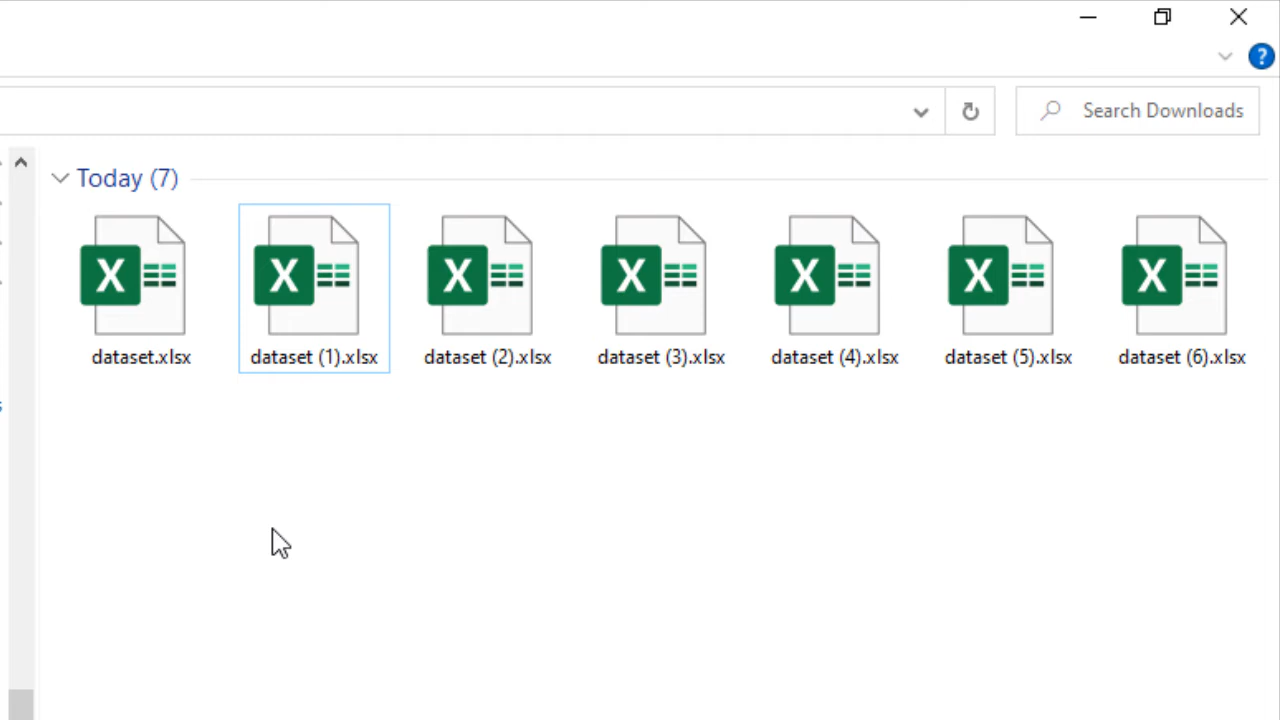 ?
Search Downloads
Today (7)
X X X X X X X
dataset.xlsx dataset (1).xlsx dataset (2).xlsx dataset (3).xlsx dataset (4).xlsx dataset (5).xlsx dataset (6).xlsx